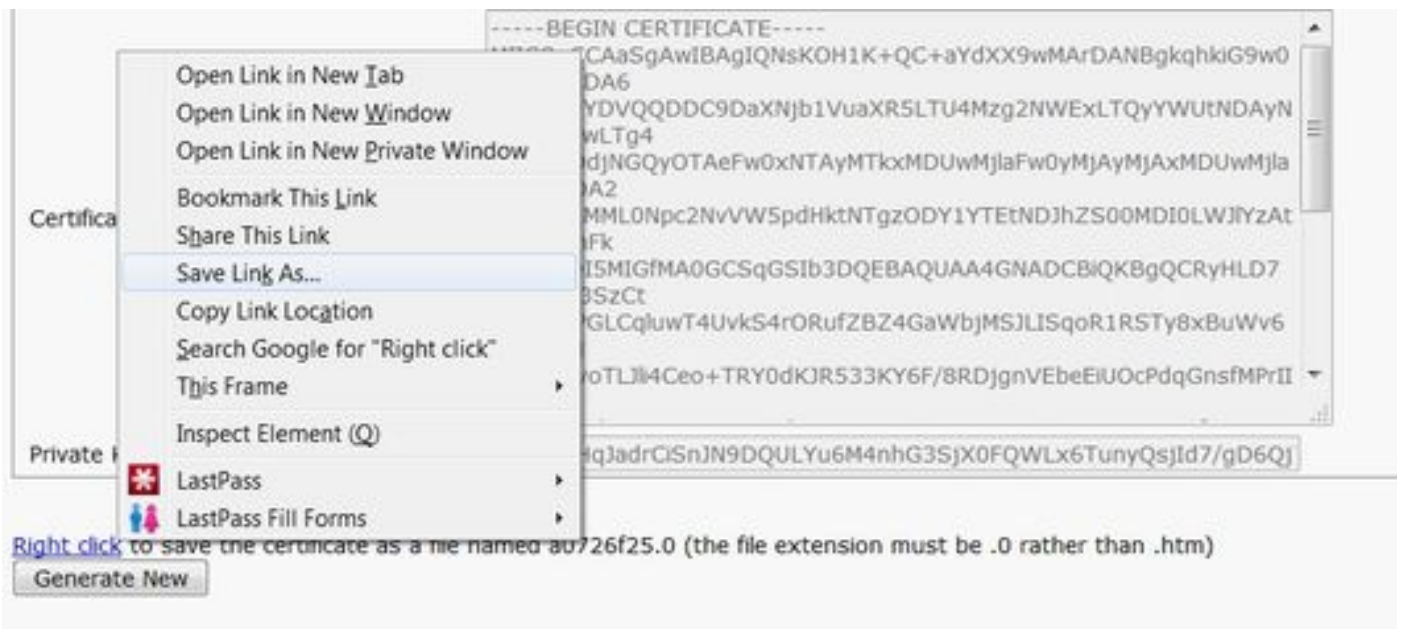 -----BEGIN CERTIFICATE-----
CAaSgAwIBAgIQNsKOH1K+QC+aYdXX9wMArDANBgkqhkiG9w0
DA6
YDVQQDDC9DaXNjb1VuaXR5LTU4Mzg2NWExLTQyYWUtNDAyN
wLTg4
djNGQyOTAeFw0xNTAyMTkxMDUwMjlaFw0yMjAyMjAxMDUwMjla
DA2
MML0Npc2NvVW5pdHktNTgzODY1YTEtNDJhZS00MDI0LWJlYzAt
Fk
I5MIGfMA0GCSqGSIb3DQEBAQUAA4GNADCBiQKBgQCRyHLD7
SzCt
GLCqluwT4UvkS4rORufZBZ4GaWbjMSJLISqoR1RSTy8xBuWv6
oTLJli4Ceo+TRY0dKJR533KY6F/8RDjgnVEbeEiUOcPdqGnsfMPrII
Open Link in New Tab
Open Link in New Window
Open Link in New Private Window
Bookmark This Link
Share This Link
Save Link As...
Copy Link Location
Search Google for "Right click"
This Frame
Inspect Element (Q)
LastPass
LastPass Fill Forms
Certifica
Private
qJadrCiSnJN9DQULYu6M4nhG3SjX0FQWLx6TunyQsjId7/gD6Qj
Right click to save the certificate as a file named a0726f25.0 (the file extension must be .0 rather than .htm)
Generate New